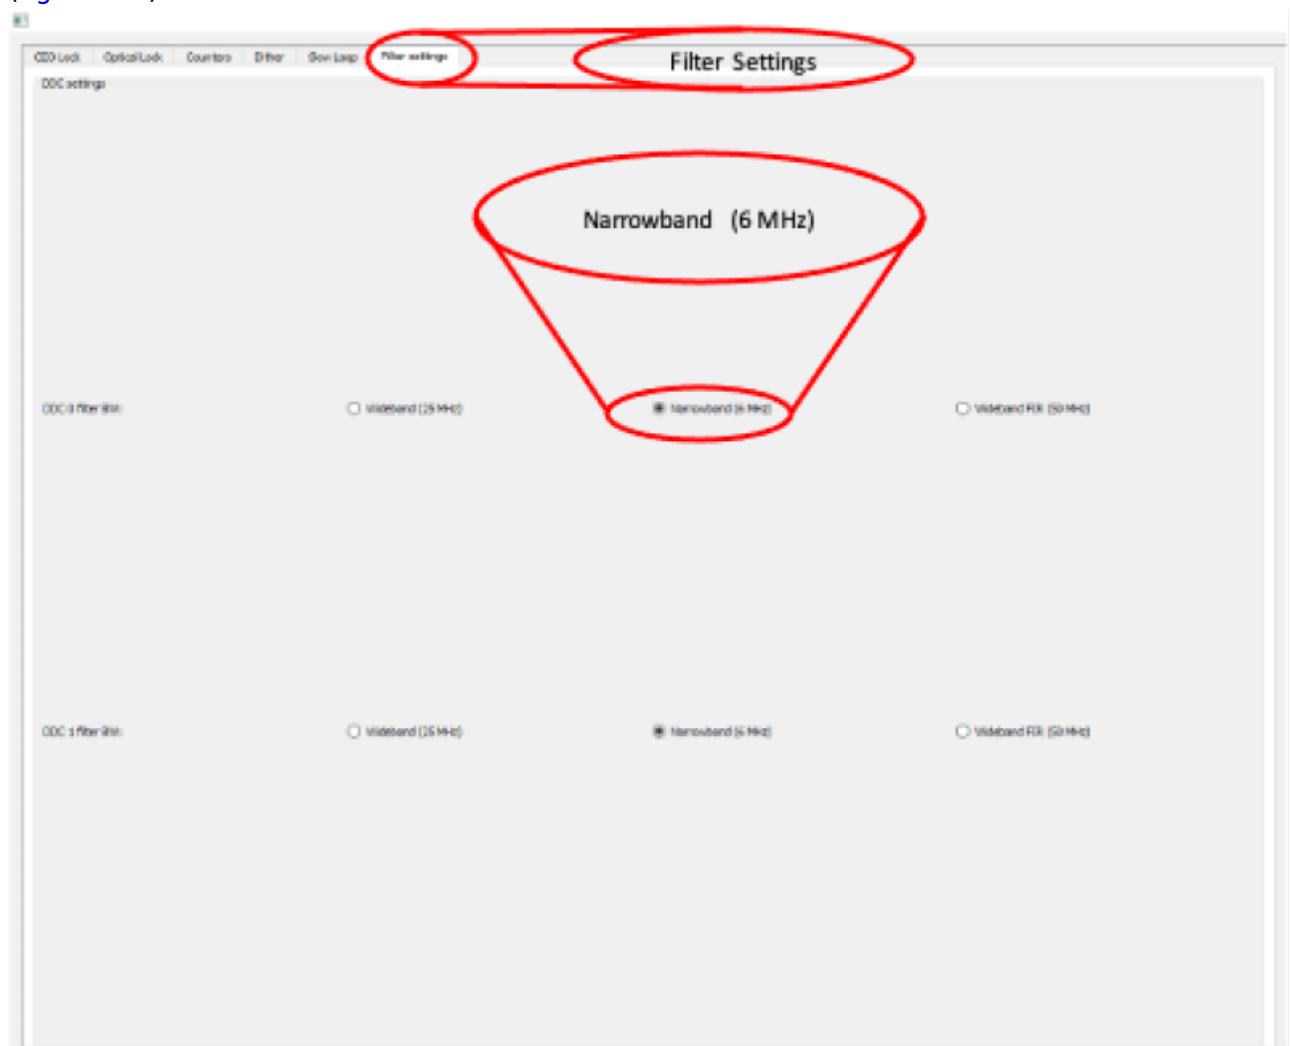 CEO Lock Optical Lock Counters Dither Slow Loop Filter settings Filter Settings
DDC settings
Narrowband (6 MHz)
DDC 0 filter BW: Wideband (25 MHz) Narrowband (6 MHz) Wideband FIR (50 MHz)
DDC 1 filter BW: Wideband (25 MHz) Narrowband (6 MHz) Wideband FIR (50 MHz)